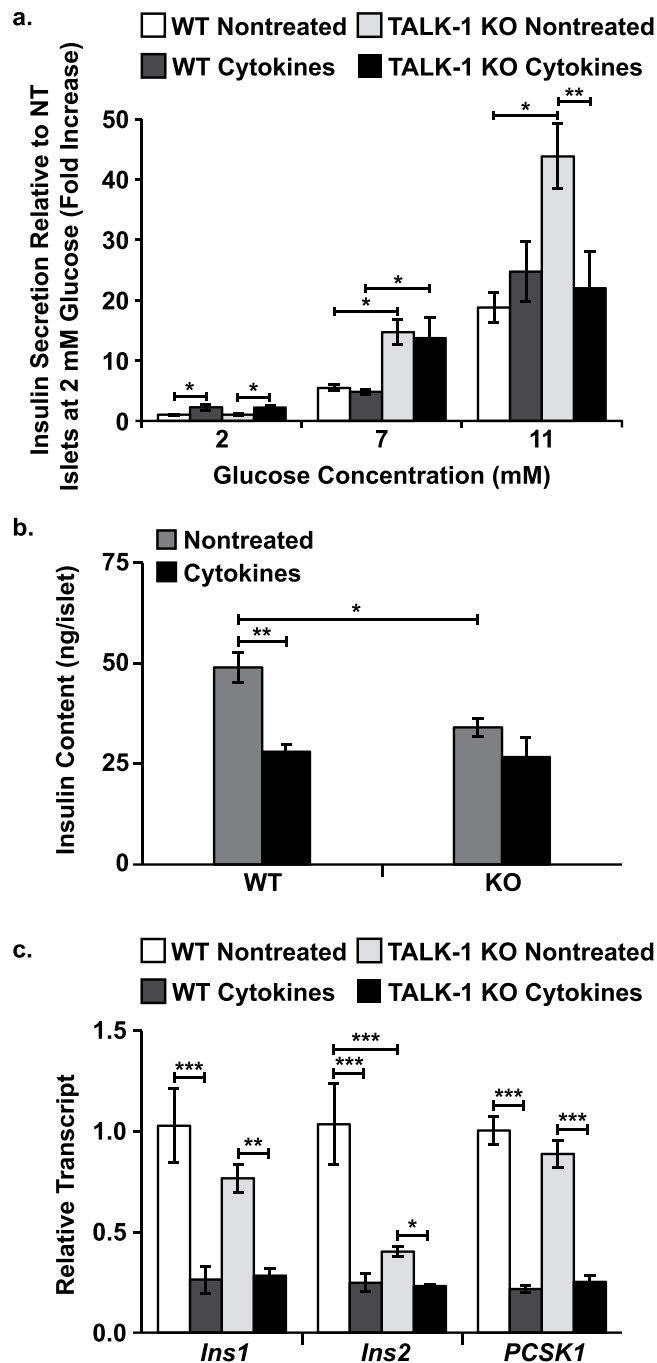 a.
WT Nontreated TALK-1 KO Nontreated
WT Cytokines TALK-1 KO Cytokines
Insulin Secretion Relative to NT
Islets at 2 mM Glucose (Fold Increase)
50
40
30
20
10
0
* * * * * **
2 7 11
Glucose Concentration (mM)
b.
Nontreated
Cytokines
Insulin Content (ng/islet)
75
50
25
0
*
**
WT KO
c.
WT Nontreated TALK-1 KO Nontreated
WT Cytokines TALK-1 KO Cytokines
Relative Transcript
1.5
1.0
0.5
0.0
*** ** *** *** * *** ***
Ins1 Ins2 PCSK1